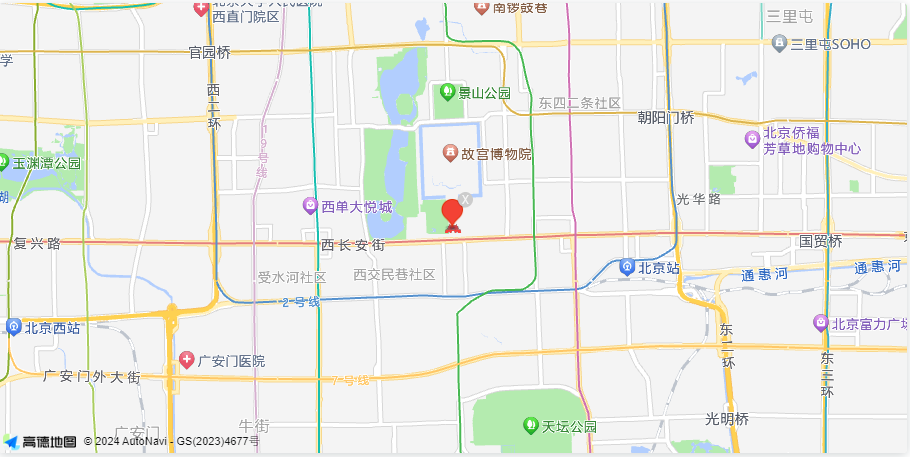 西直门院区
南锣鼓巷
三里屯
官园桥
三里屯SOHO
学
西二环
景山公园
东四二条社区
朝阳门桥
19号线
北京侨福
芳草地购物中心
故宫博物院
玉渊潭公园
湖
西单大悦城
光华路
复兴路
西长安街
国贸桥
受水河社区
西交民巷社区
北京站
通惠河
通惠河
2号线
北京西站
北京富力广场
东二环
广安门医院
东三环
广安门外大街
7号线
广安门
牛街
天坛公园
光明桥
高德地图 © 2024 AutoNavi - GS(2023)4677号